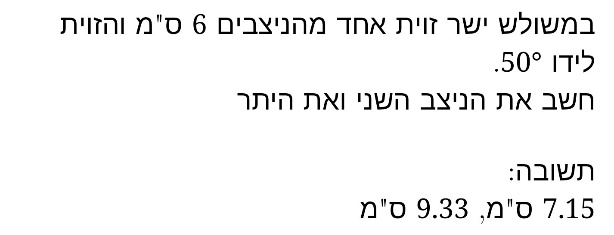 במשולש ישר זוית אחד מהניצבים 6 ס"מ והזוית
לידו 50°.
חשב את הניצב השני ואת היתר
תשובה:
7.15 ס"מ, 9.33 ס"מ